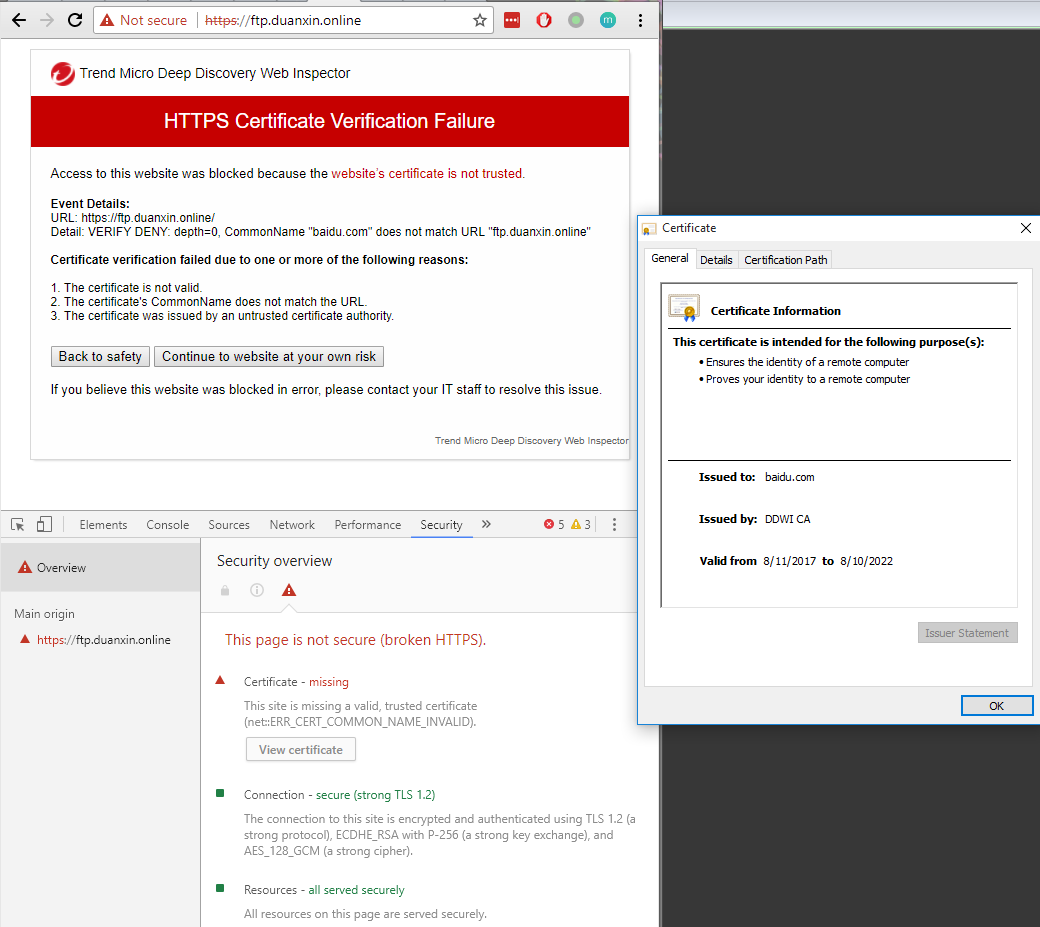 Not secure | https://ftp.duanxin.online
m
Trend Micro Deep Discovery Web Inspector
HTTPS Certificate Verification Failure
Access to this website was blocked because the website's certificate is not trusted.
Event Details:
URL: https://ftp.duanxin.online/
Detail: VERIFY DENY: depth=0, CommonName "baidu.com" does not match URL "ftp.duanxin.online"
Certificate verification failed due to one or more of the following reasons:
1. The certificate is not valid.
2. The certificate's CommonName does not match the URL.
3. The certificate was issued by an untrusted certificate authority.
Back to safety Continue to website at your own risk
If you believe this website was blocked in error, please contact your IT staff to resolve this issue.
Trend Micro Deep Discovery Web Inspector
Elements Console Sources Network Performance Security » 5 3
Overview
Main origin
https://ftp.duanxin.online
Security overview
This page is not secure (broken HTTPS).
Certificate - missing
This site is missing a valid, trusted certificate
(net::ERR_CERT_COMMON_NAME_INVALID).
View certificate
Connection - secure (strong TLS 1.2)
The connection to this site is encrypted and authenticated using TLS 1.2 (a
strong protocol), ECDHE_RSA with P-256 (a strong key exchange), and
AES_128_GCM (a strong cipher).
Resources - all served securely
All resources on this page are served securely.
Certificate
General Details Certification Path
Certificate Information
This certificate is intended for the following purpose(s):
• Ensures the identity of a remote computer
• Proves your identity to a remote computer
Issued to: baidu.com
Issued by: DDWI CA
Valid from 8/11/2017 to 8/10/2022
Issuer Statement
OK